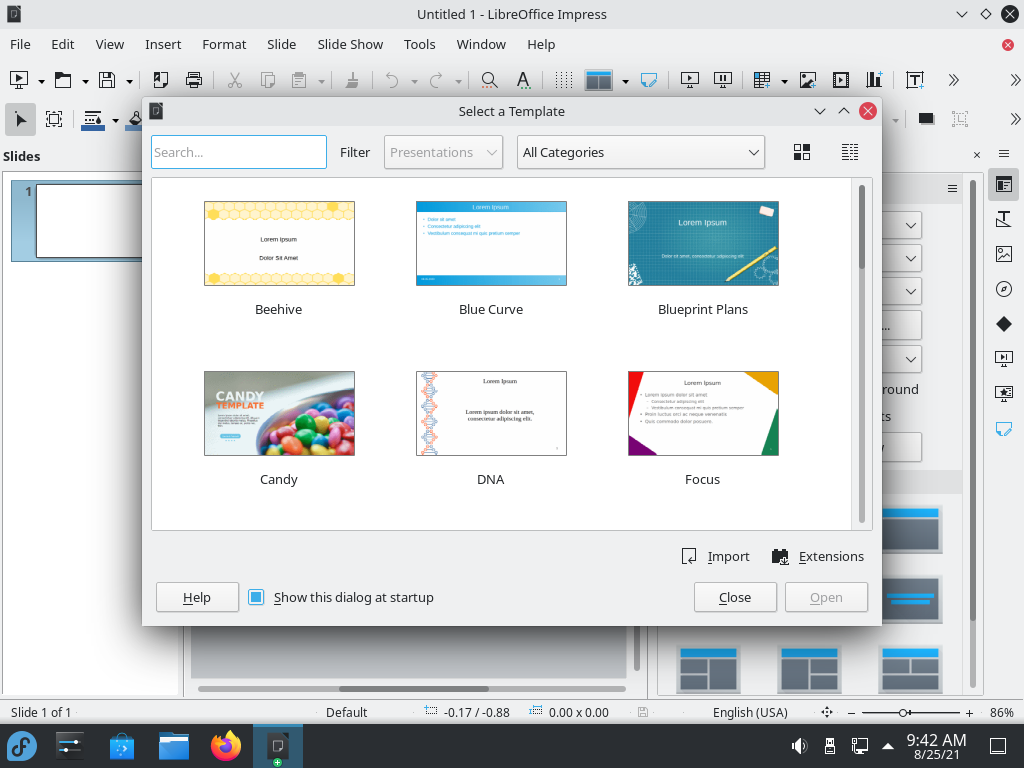 Untitled 1 - LibreOffice Impress
File Edit View Insert Format Slide Slide Show Tools Window Help
Slides
1
Select a Template
Search... Filter Presentations All Categories
Lorem Ipsum
Dolor Sit Amet
Beehive
Lorem Ipsum
Dolor sit amet
Consectetur adipiscing elit
Vestibulum consequat mi quis pretium semper
Blue Curve
Lorem Ipsum
Dolor sit amet, consectetur adipiscing elit
Blueprint Plans
CANDY
TEMPLATE
Candy
Lorem Ipsum
Lorem ipsum dolor sit amet,
consectetur adipiscing elit.
DNA
Lorem Ipsum
Lorem ipsum dolor sit amet
Consectetur adipiscing elit
Vestibulum consequat mi quis pretium semper
Proin luctus orci ac neque venenatis
Quis commodo dolor posuere.
Focus
Import Extensions
Help Show this dialog at startup Close Open
Slide 1 of 1 Default -0.17 / -0.88 0.00 x 0.00 English (USA) 86%
9:42 AM
8/25/21